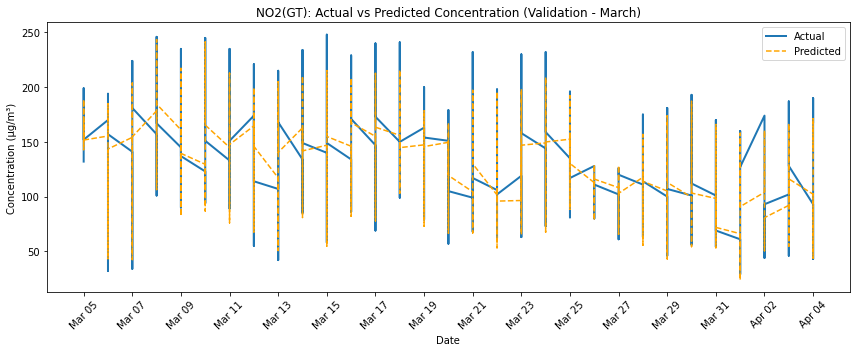 NO2(GT): Actual vs Predicted Concentration (Validation - March)
Actual
Predicted
Concentration (µg/m³)
250
200
150
100
50
Mar 05
Mar 07
Mar 09
Mar 11
Mar 13
Mar 15
Mar 17
Mar 19
Mar 21
Mar 23
Mar 25
Mar 27
Mar 29
Mar 31
Apr 02
Apr 04
Date